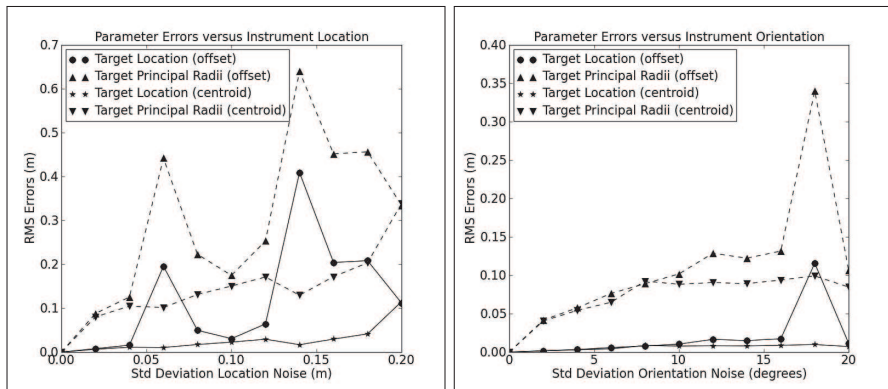 Parameter Errors versus Instrument Location
0.7
0.6
0.5
0.4
0.3
0.2
0.1
0.0
RMS Errors (m)
Target Location (offset)
Target Principal Radii (offset)
Target Location (centroid)
Target Principal Radii (centroid)
0.00 0.05 0.10 0.15 0.20
Std Deviation Location Noise (m)
Parameter Errors versus Instrument Orientation
0.40
0.35
0.30
0.25
0.20
0.15
0.10
0.05
0.00
RMS Errors (m)
Target Location (offset)
Target Principal Radii (offset)
Target Location (centroid)
Target Principal Radii (centroid)
0 5 10 15 20
Std Deviation Orientation Noise (degrees)